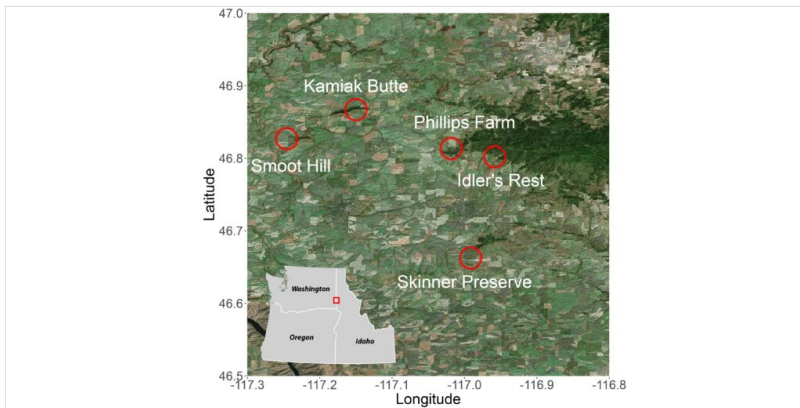 47.0
46.9
46.8
46.7
46.6
46.5
Latitude
Kamiak Butte
Phillips Farm
Smoot Hill
Idler's Rest
Skinner Preserve
Washington
Oregon
Idaho
-117.3
-117.2
-117.1
-117.0
-116.9
-116.8
Longitude